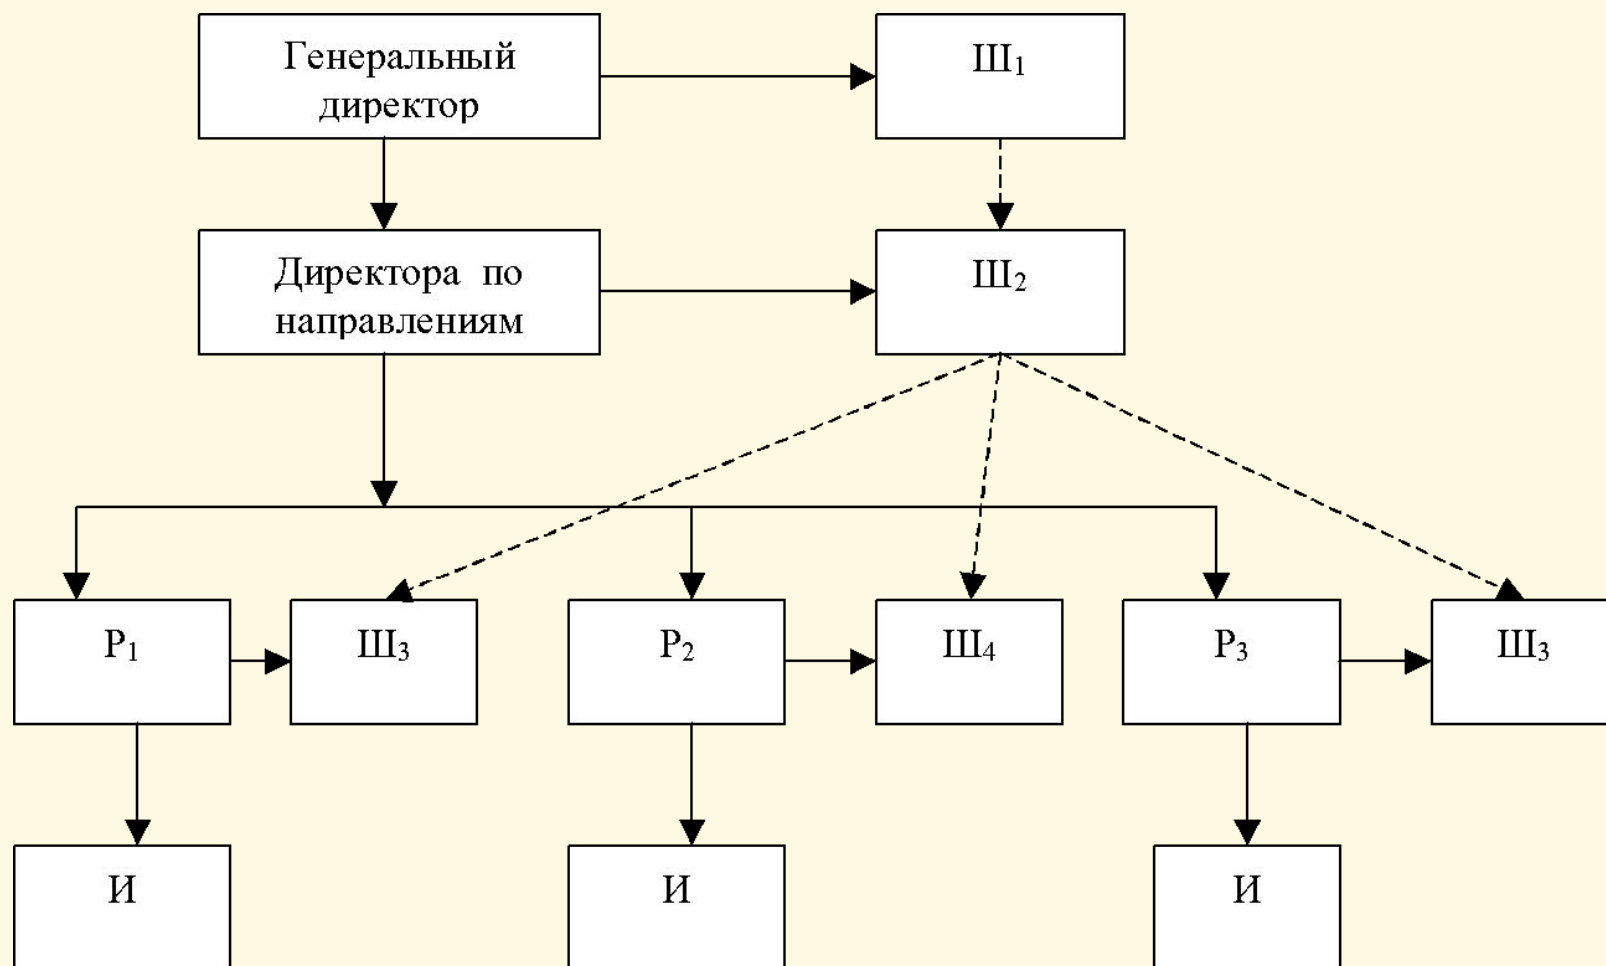 Генеральный
директор
Ш₁
Директора по
направлениям
Ш₂
Р₁
Ш₃
Р₂
Ш₄
Р₃
Ш₃
И
И
И